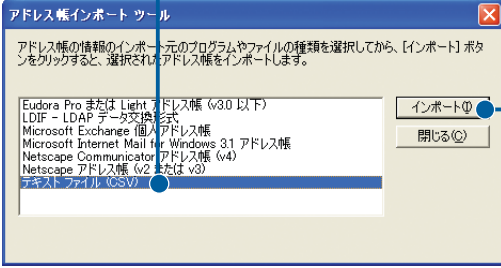 アドレス帳インポート ツール
アドレス帳の情報のインポート元のプログラムやファイルの種類を選択してから、[インポート] ボタ
ンをクリックすると、選択されたアドレス帳をインポートします。
Eudora Pro または Light アドレス帳 (v3.0 以下)
LDIF - LDAP データ交換形式
Microsoft Exchange 個人アドレス帳
Microsoft Internet Mail for Windows 3.1 アドレス帳
Netscape Communicator アドレス帳 (v4)
Netscape アドレス帳 (v2 または v3)
テキスト ファイル (CSV)
インポート(I)
閉じる(C)